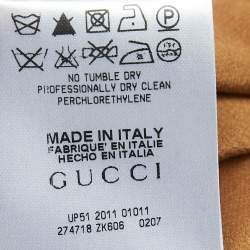 NO TUMBLE DRY
PROFESSIONALLY DRY CLEAN
PERCHLORETHYLENE
MADE IN ITALY
FABRIQUÉ EN ITALIE
HECHO EN ITALIA
GUCCI
UP51 2011 01011
274718 ZK606 0207